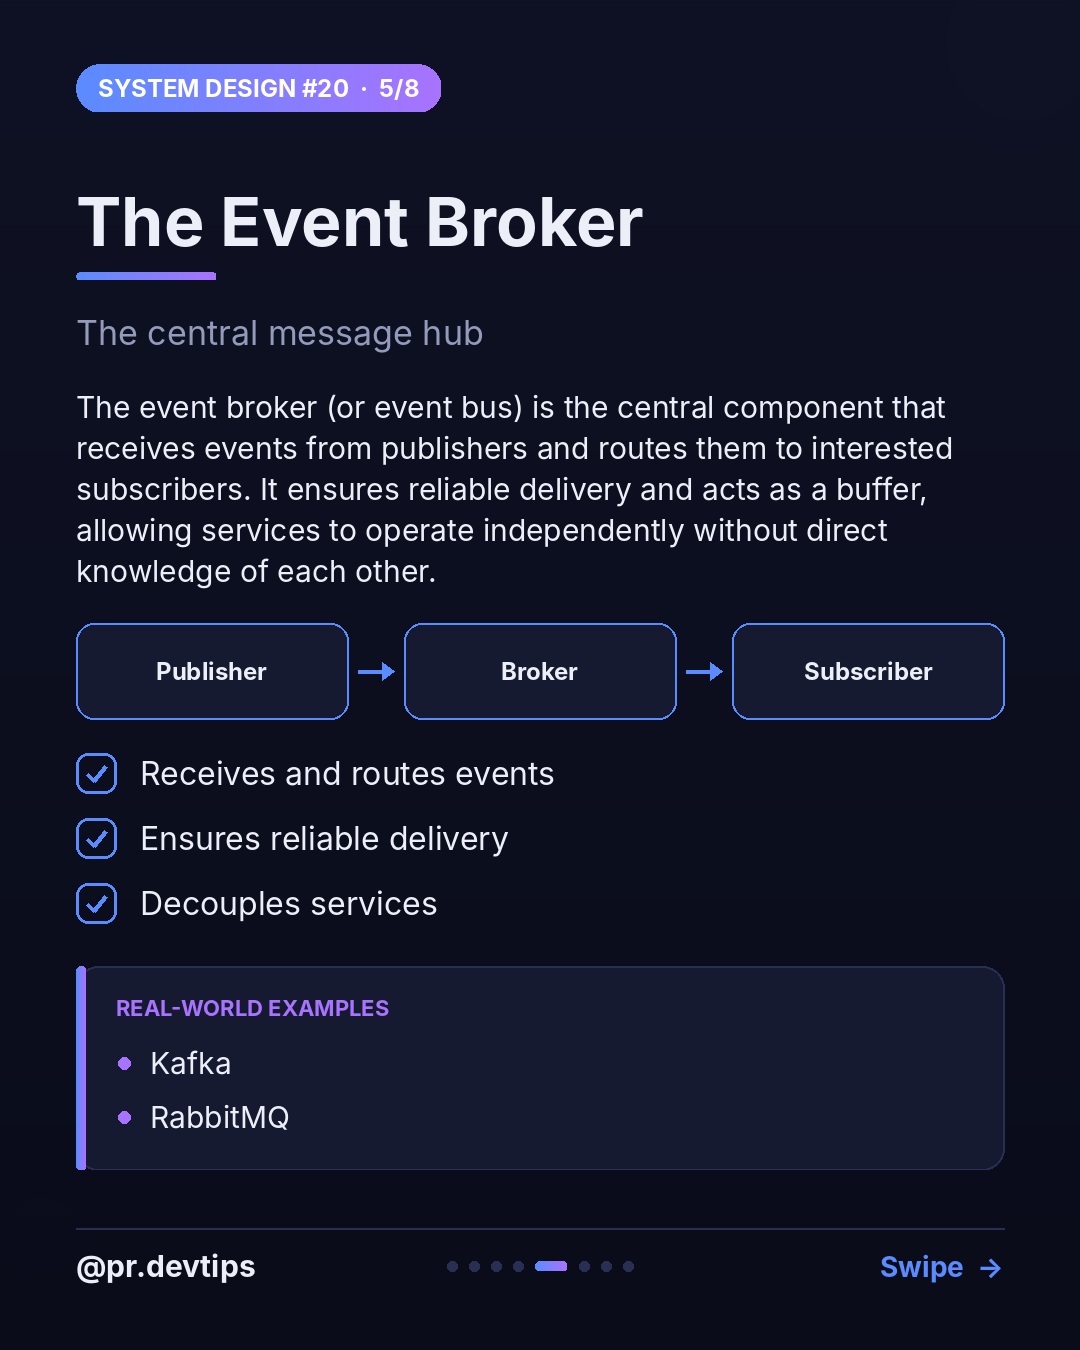 SYSTEM DESIGN #20 · 5/8
The Event Broker
The central message hub
The event broker (or event bus) is the central component that
receives events from publishers and routes them to interested
subscribers. It ensures reliable delivery and acts as a buffer,
allowing services to operate independently without direct
knowledge of each other.
Publisher
Broker
Subscriber
Receives and routes events
Ensures reliable delivery
Decouples services
REAL-WORLD EXAMPLES
Kafka
RabbitMQ
@pr.devtips
Swipe →